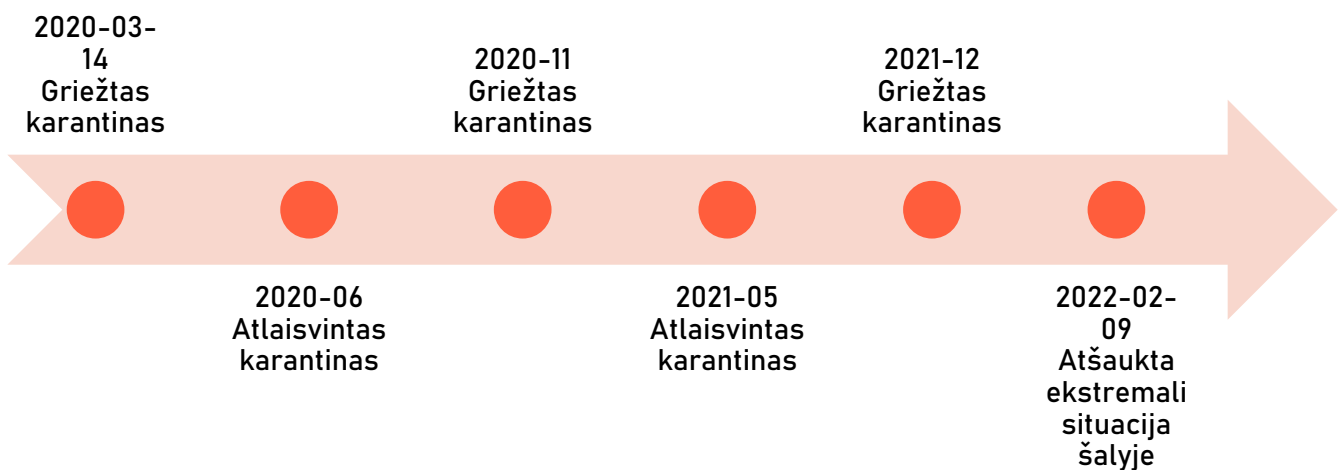 2020-03-
14
Griežtas
karantinas
2020-06
Atlaisvintas
karantinas
2020-11
Griežtas
karantinas
2021-05
Atlaisvintas
karantinas
2021-12
Griežtas
karantinas
2022-02-
09
Atšaukta
ekstremali
situacija
šalyje